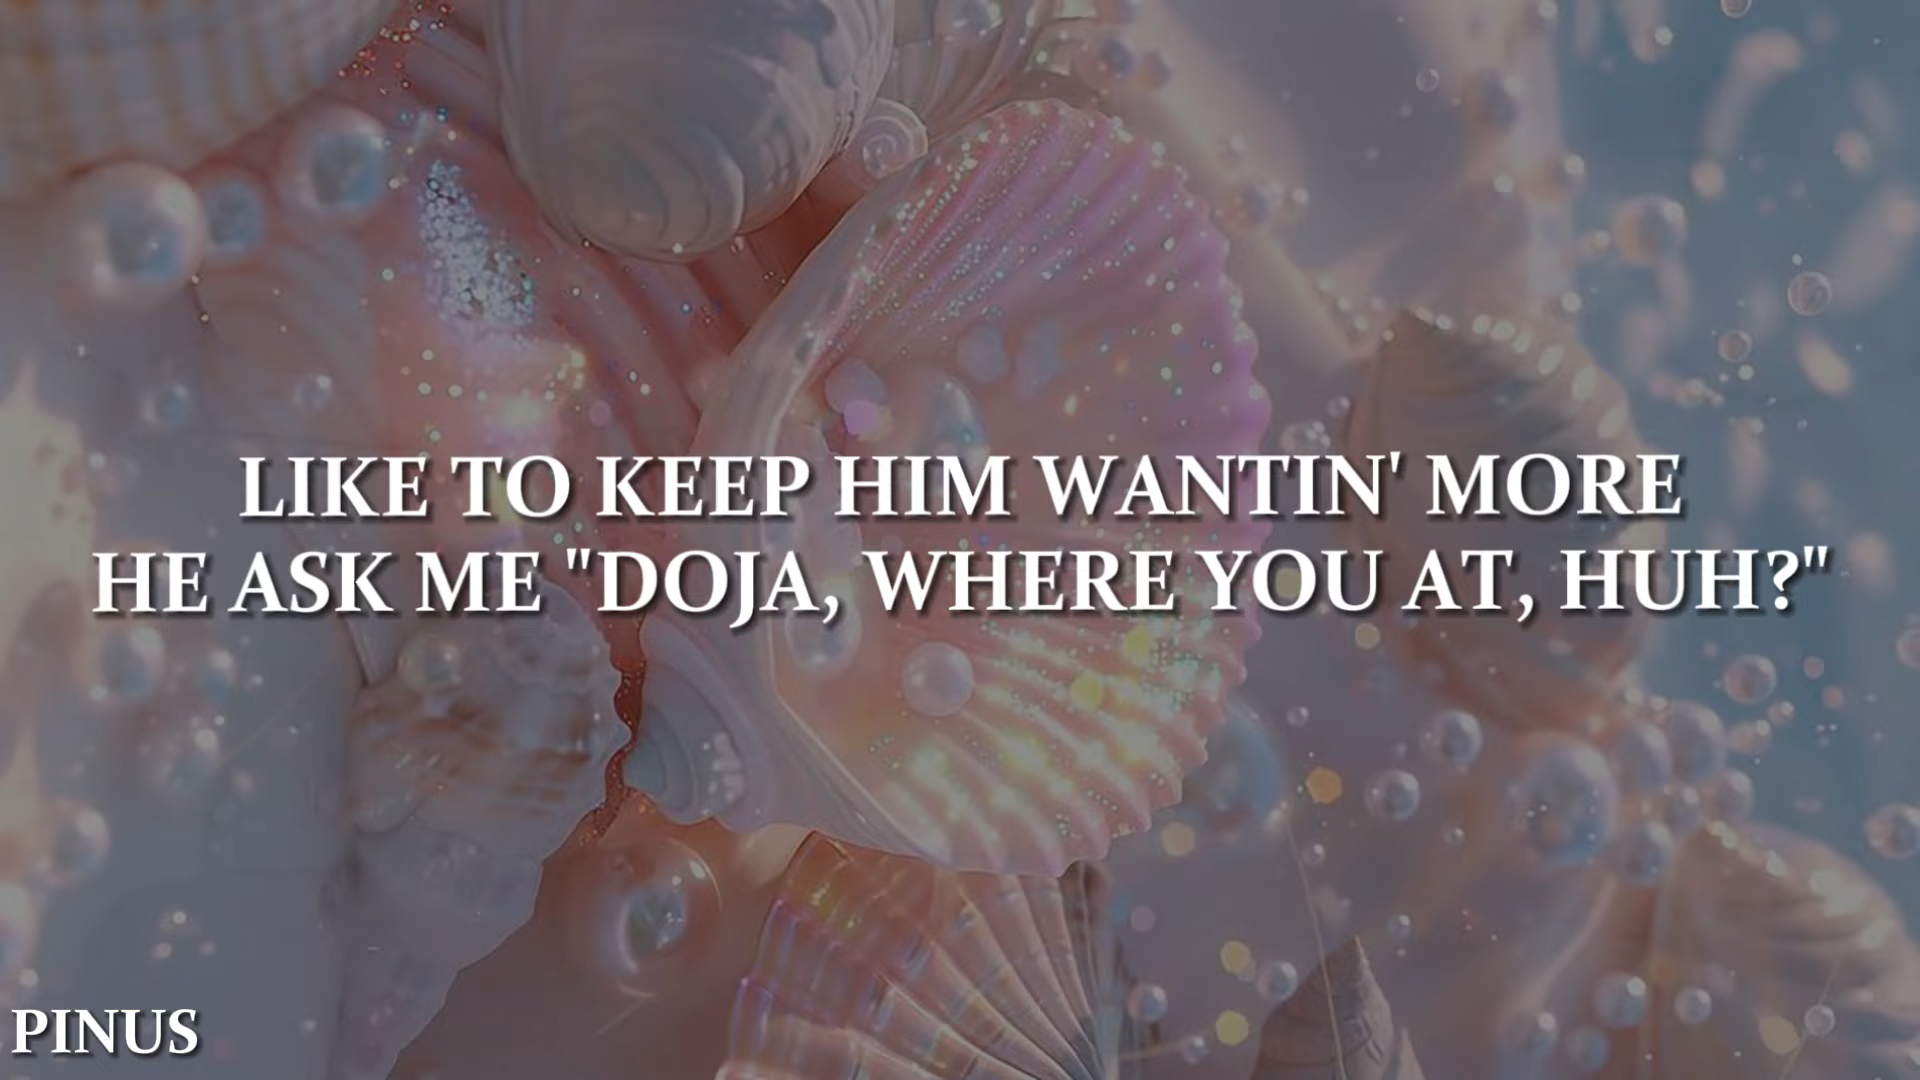 LIKE TO KEEP HIM WANTIN' MORE
HE ASK ME "DOJA, WHERE YOU AT, HUH?"
PINUS